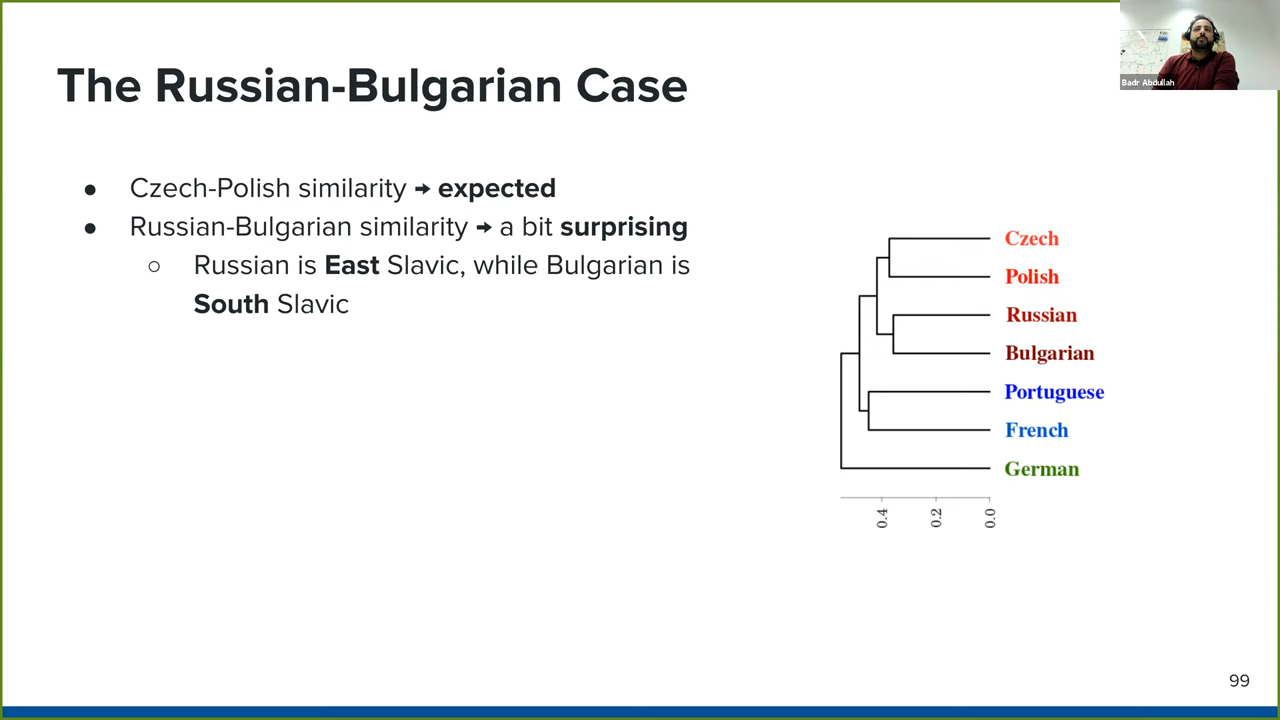 The Russian-Bulgarian Case
Badr Abdullah
● Czech-Polish similarity → expected
● Russian-Bulgarian similarity → a bit surprising
○ Russian is East Slavic, while Bulgarian is
South Slavic
Czech
Polish
Russian
Bulgarian
Portuguese
French
German
0.4
0.2
0.0
99